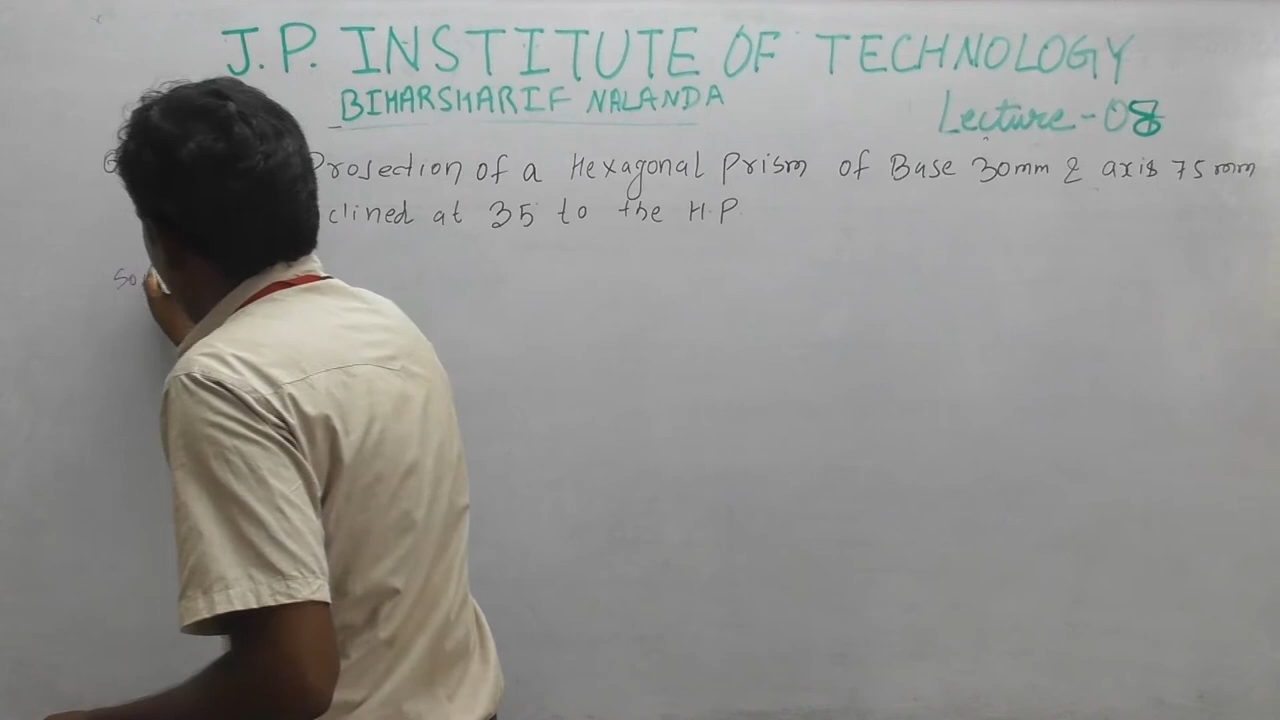 J.P. INSTITUTE OF TECHNOLOGY
BIHARSHARIF NALANDA
Lecture-08
Projection of a Hexagonal Prism of Base 30mm & axis 75mm
clined at 35 to the H.P
So